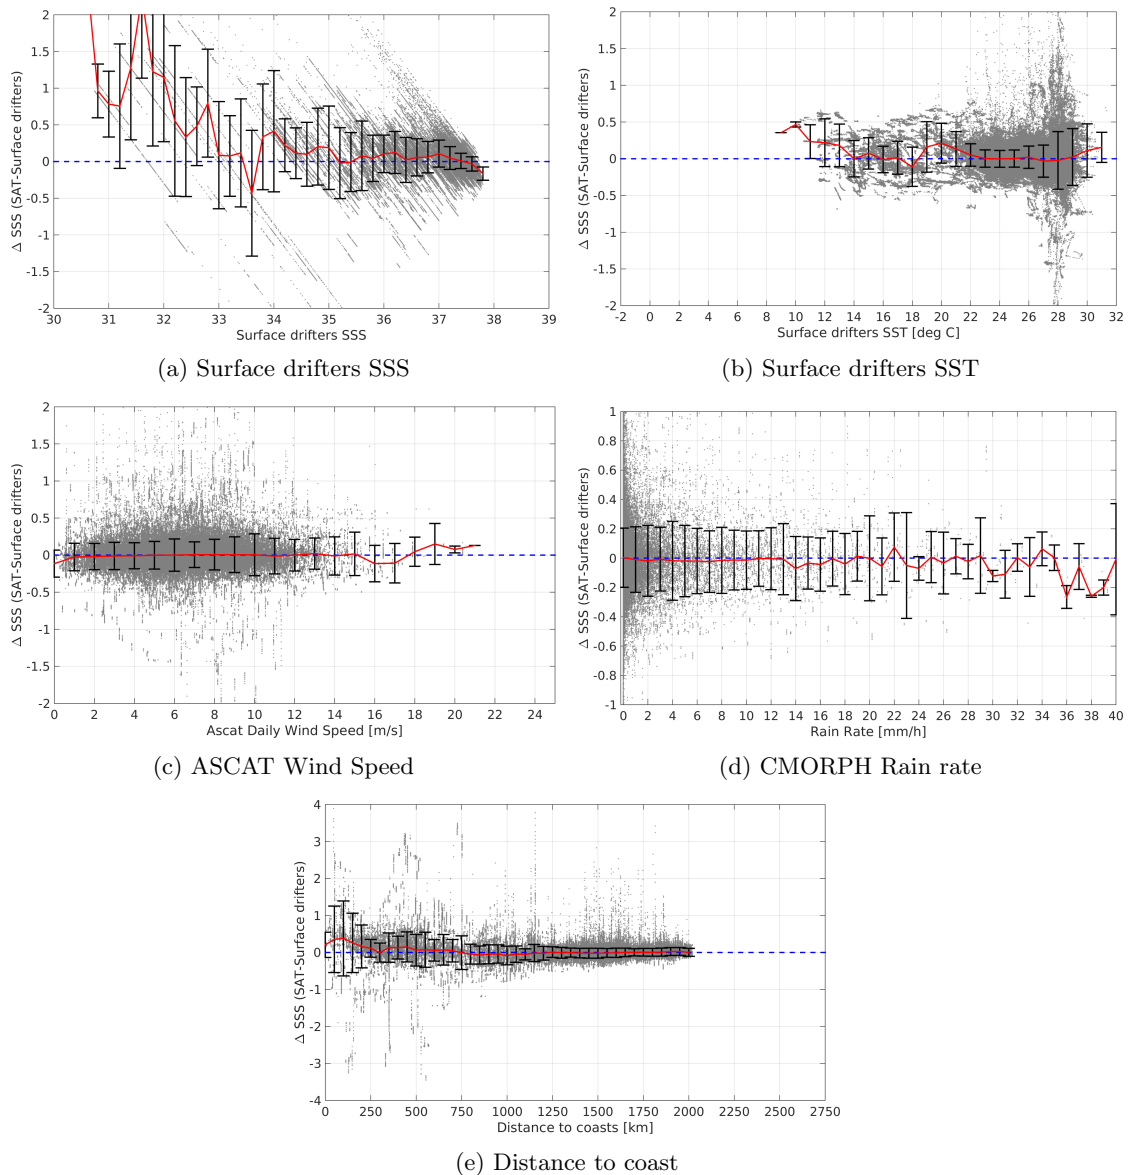 2
1.5
1
0.5
0
-0.5
-1
-1.5
-2
Δ SSS (SAT-Surface drifters)
30 31 32 33 34 35 36 37 38 39
Surface drifters SSS
(a) Surface drifters SSS
2
1.5
1
0.5
0
-0.5
-1
-1.5
-2
Δ SSS (SAT-Surface drifters)
-2 0 2 4 6 8 10 12 14 16 18 20 22 24 26 28 30 32
Surface drifters SST [deg C]
(b) Surface drifters SST
2
1.5
1
0.5
0
-0.5
-1
-1.5
-2
Δ SSS (SAT-Surface drifters)
0 2 4 6 8 10 12 14 16 18 20 22 24
Ascat Daily Wind Speed [m/s]
(c) ASCAT Wind Speed
1
0.8
0.6
0.4
0.2
0
-0.2
-0.4
-0.6
-0.8
-1
Δ SSS (SAT-Surface drifters)
0 2 4 6 8 10 12 14 16 18 20 22 24 26 28 30 32 34 36 38 40
Rain Rate [mm/h]
(d) CMORPH Rain rate
4
3
2
1
0
-1
-2
-3
-4
Δ SSS (SAT-Surface drifters)
0 250 500 750 1000 1250 1500 1750 2000 2250 2500 2750
Distance to coasts [km]
(e) Distance to coast